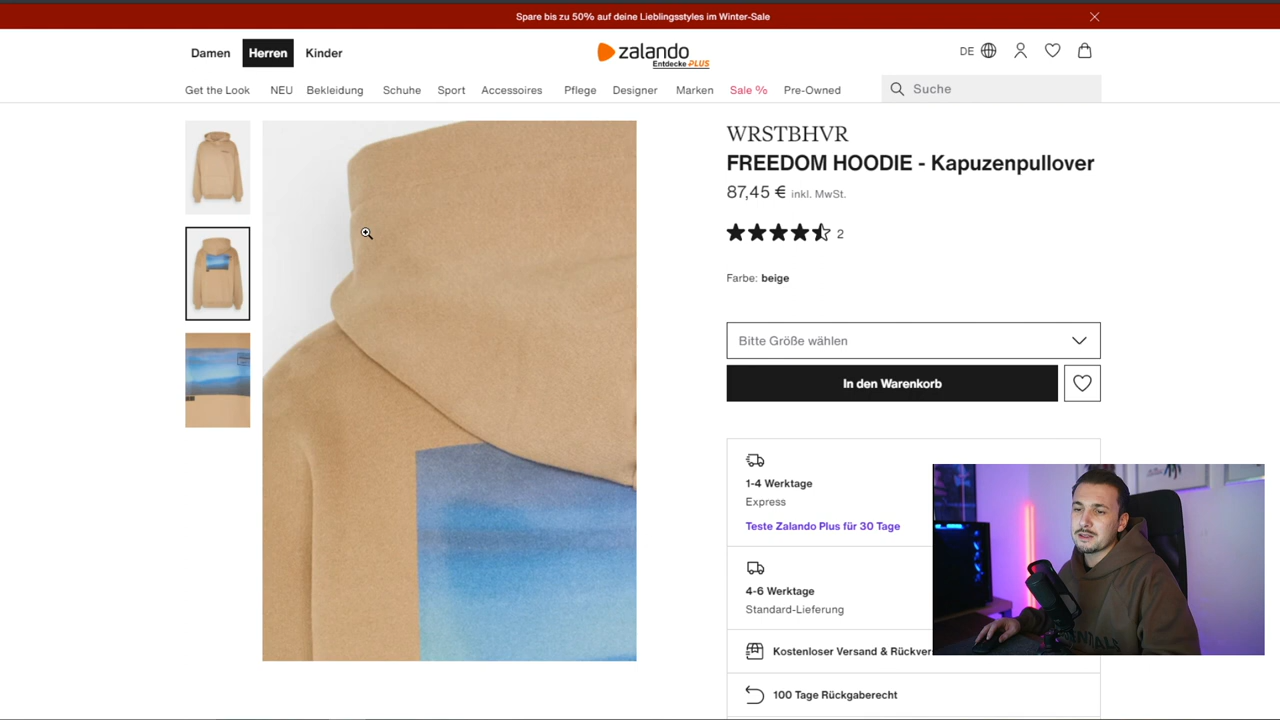 Spare bis zu 50% auf deine Lieblingsstyles im Winter-Sale
Damen Herren Kinder
zalando
Entdecke PLUS
DE
Get the Look NEU Bekleidung Schuhe Sport Accessoires Pflege Designer Marken Sale % Pre-Owned
Suche
WRSTBHVR
FREEDOM HOODIE - Kapuzenpullover
87,45 € inkl. MwSt.
2
Farbe: beige
Bitte Größe wählen
In den Warenkorb
1-4 Werktage
Express
Teste Zalando Plus für 30 Tage
4-6 Werktage
Standard-Lieferung
Kostenloser Versand & Rückver
100 Tage Rückgaberecht